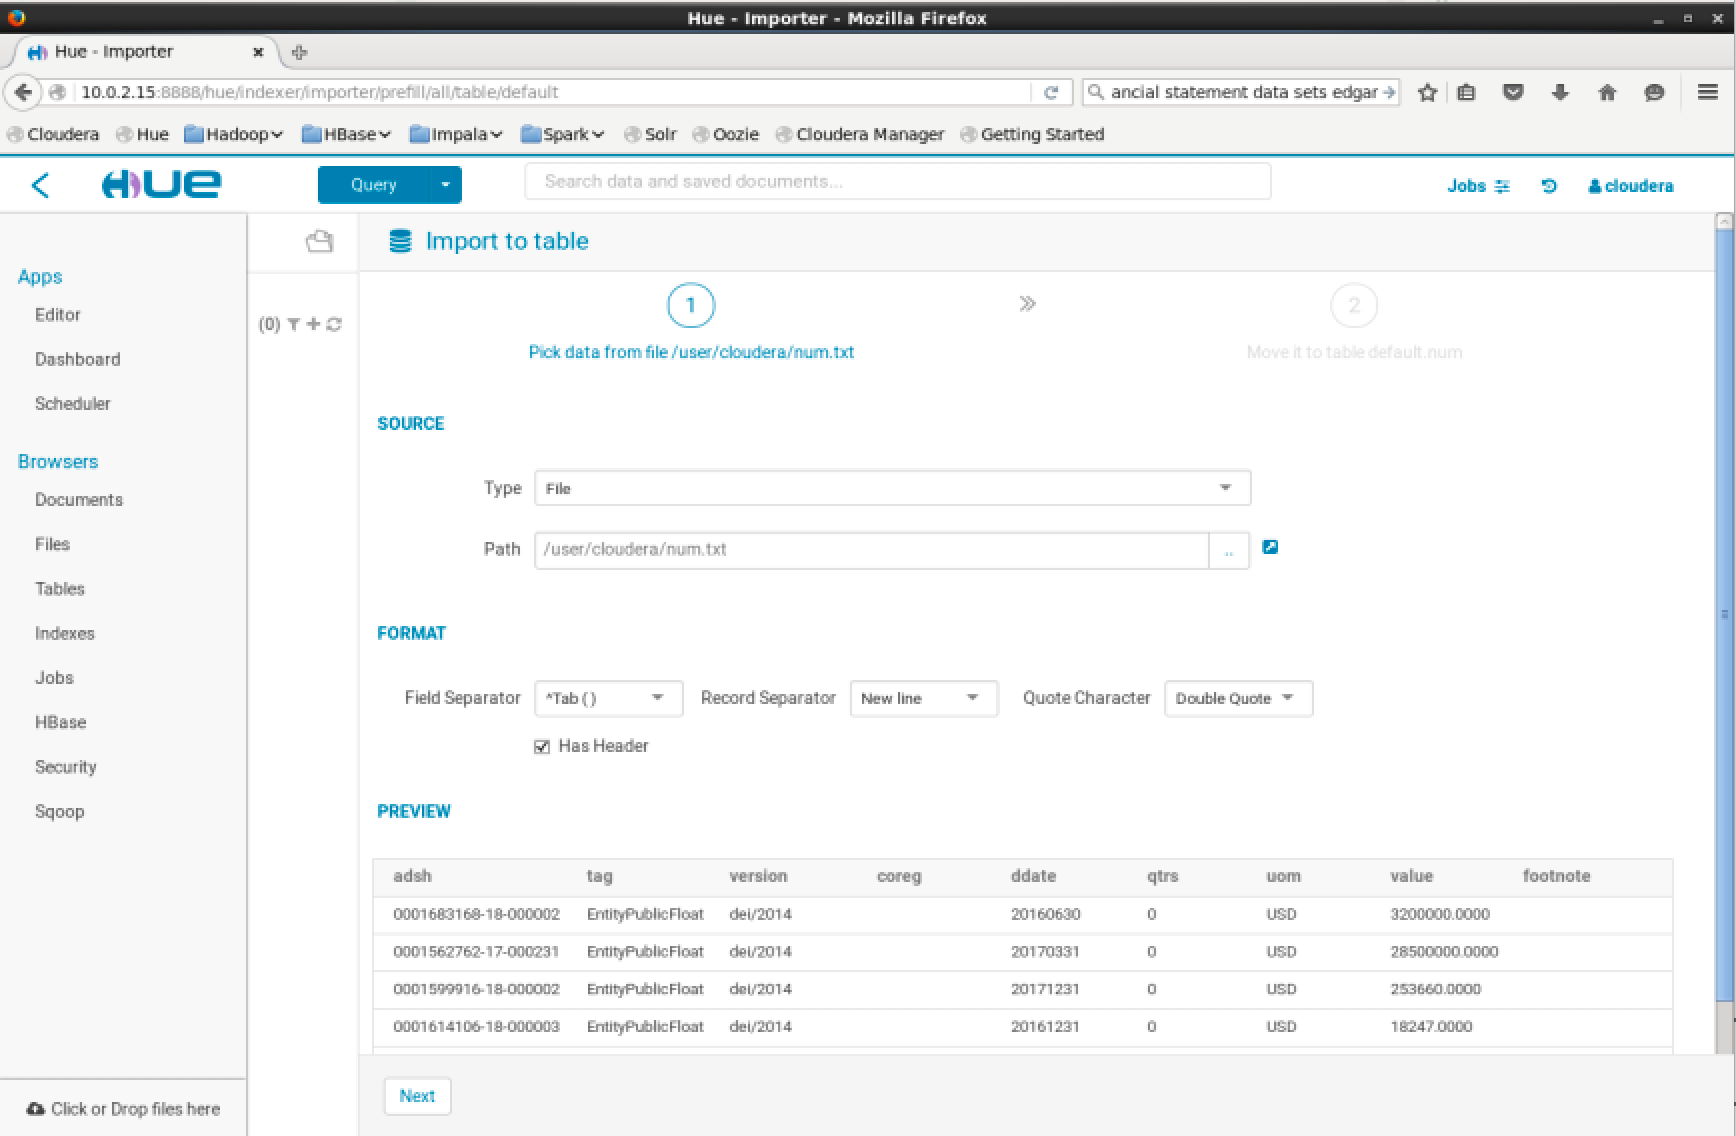 Hue - Importer - Mozilla Firefox
Hue - Importer
10.0.2.15:8888/hue/indexer/importer/prefill/all/table/default
ancial statement data sets edgar
Cloudera Hue Hadoop HBase Impala Spark Solr Oozie Cloudera Manager Getting Started
HUE
Query
Search data and saved documents...
Jobs
cloudera
Apps
Editor
Dashboard
Scheduler
Browsers
Documents
Files
Tables
Indexes
Jobs
HBase
Security
Sqoop
Click or Drop files here
(0)
Import to table
1
Pick data from file /user/cloudera/num.txt
2
Move it to table default.num
SOURCE
Type File
Path /user/cloudera/num.txt ..
FORMAT
Field Separator ^Tab ( ) Record Separator New line Quote Character Double Quote
Has Header
PREVIEW
adsh tag version coreg ddate qtrs uom value footnote
0001683168-18-000002 EntityPublicFloat dei/2014 20160630 0 USD 3200000.0000
0001562762-17-000231 EntityPublicFloat dei/2014 20170331 0 USD 28500000.0000
0001599916-18-000002 EntityPublicFloat dei/2014 20171231 0 USD 253660.0000
0001614106-18-000003 EntityPublicFloat dei/2014 20161231 0 USD 18247.0000
Next